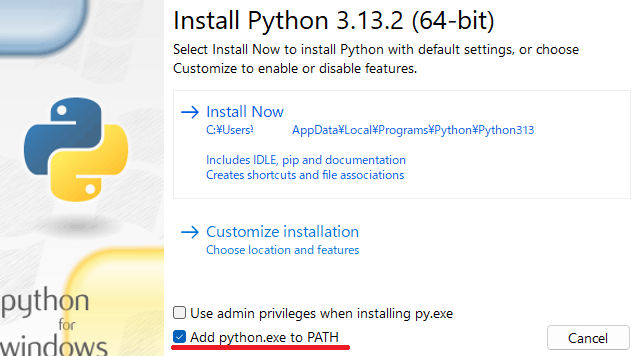 Install Python 3.13.2 (64-bit)
Select Install Now to install Python with default settings, or choose
Customize to enable or disable features.
→ Install Now
C:¥Users¥ AppData¥Local¥Programs¥Python¥Python313
Includes IDLE, pip and documentation
Creates shortcuts and file associations
→ Customize installation
Choose location and features
python
for
windows
Use admin privileges when installing py.exe
Add python.exe to PATH
Cancel